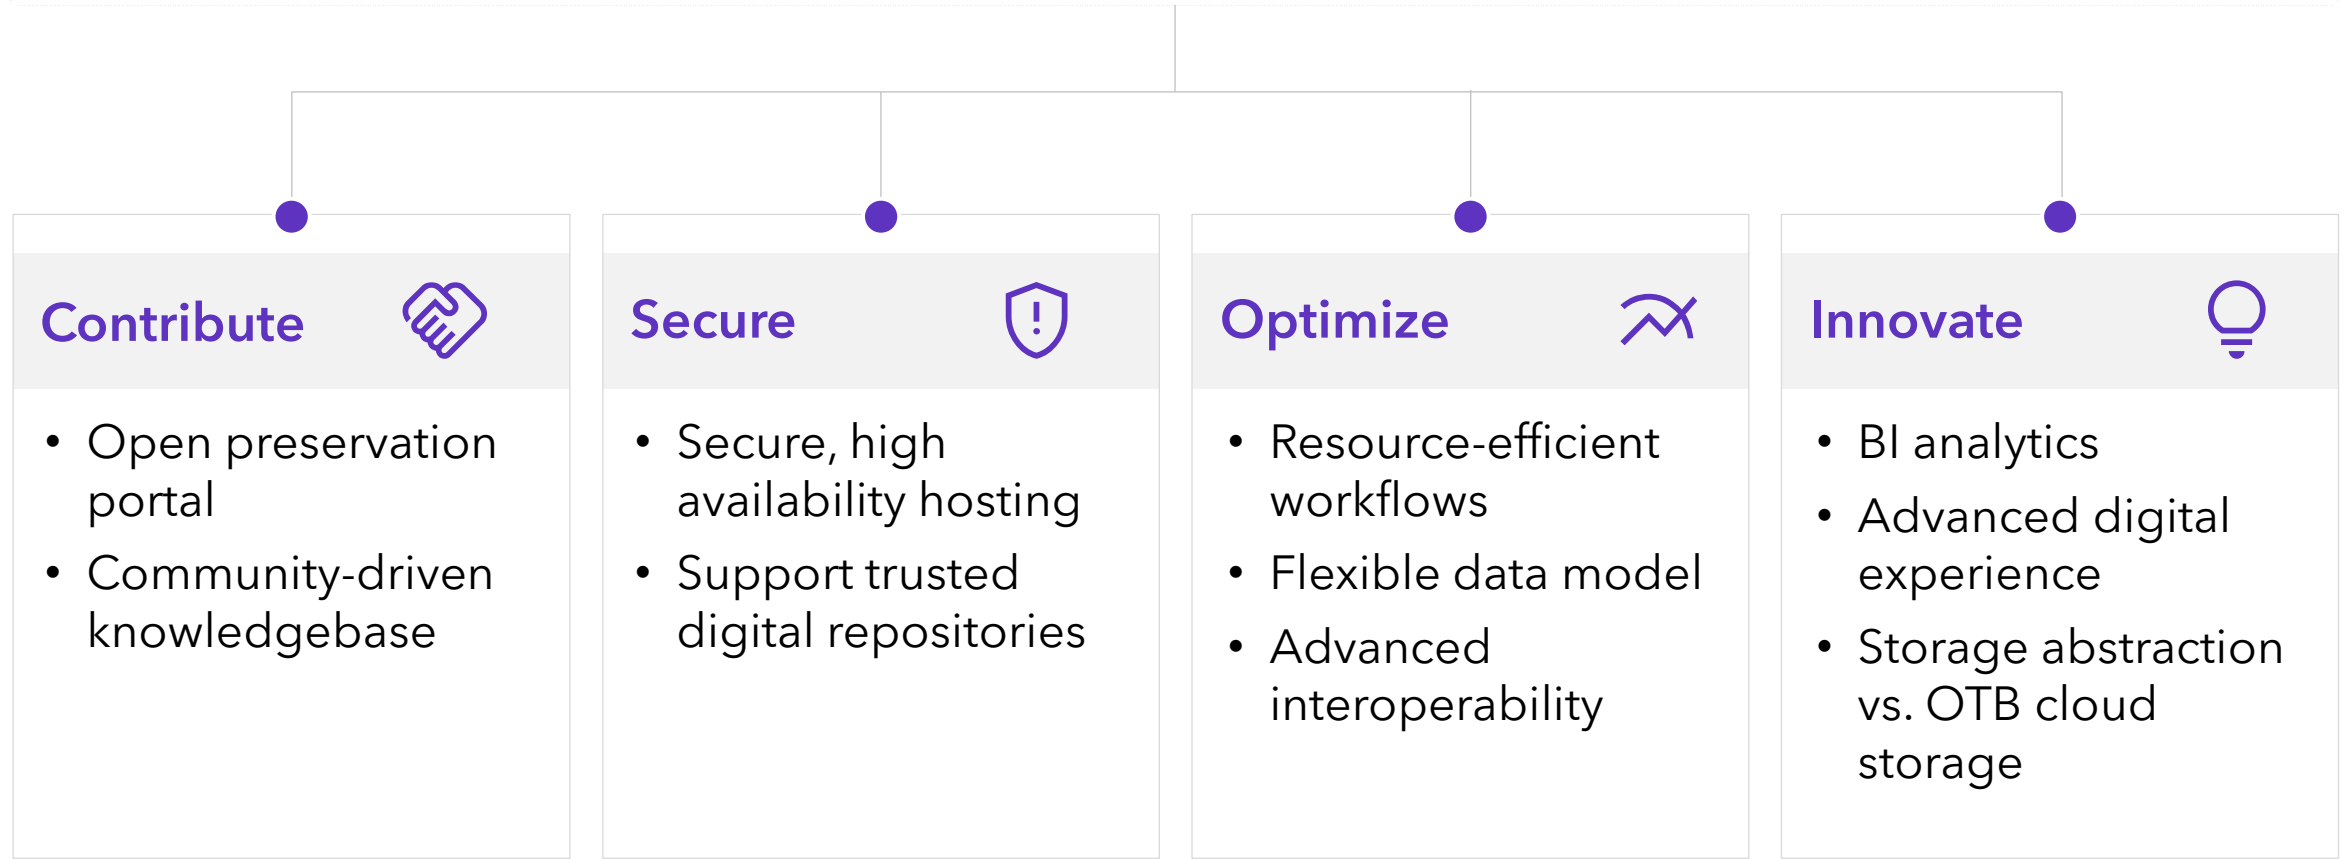 Contribute
• Open preservation
portal
• Community-driven
knowledgebase
Secure
• Secure, high
availability hosting
• Support trusted
digital repositories
Optimize
• Resource-efficient
workflows
• Flexible data model
• Advanced
interoperability
Innovate
• BI analytics
• Advanced digital
experience
• Storage abstraction
vs. OTB cloud
storage